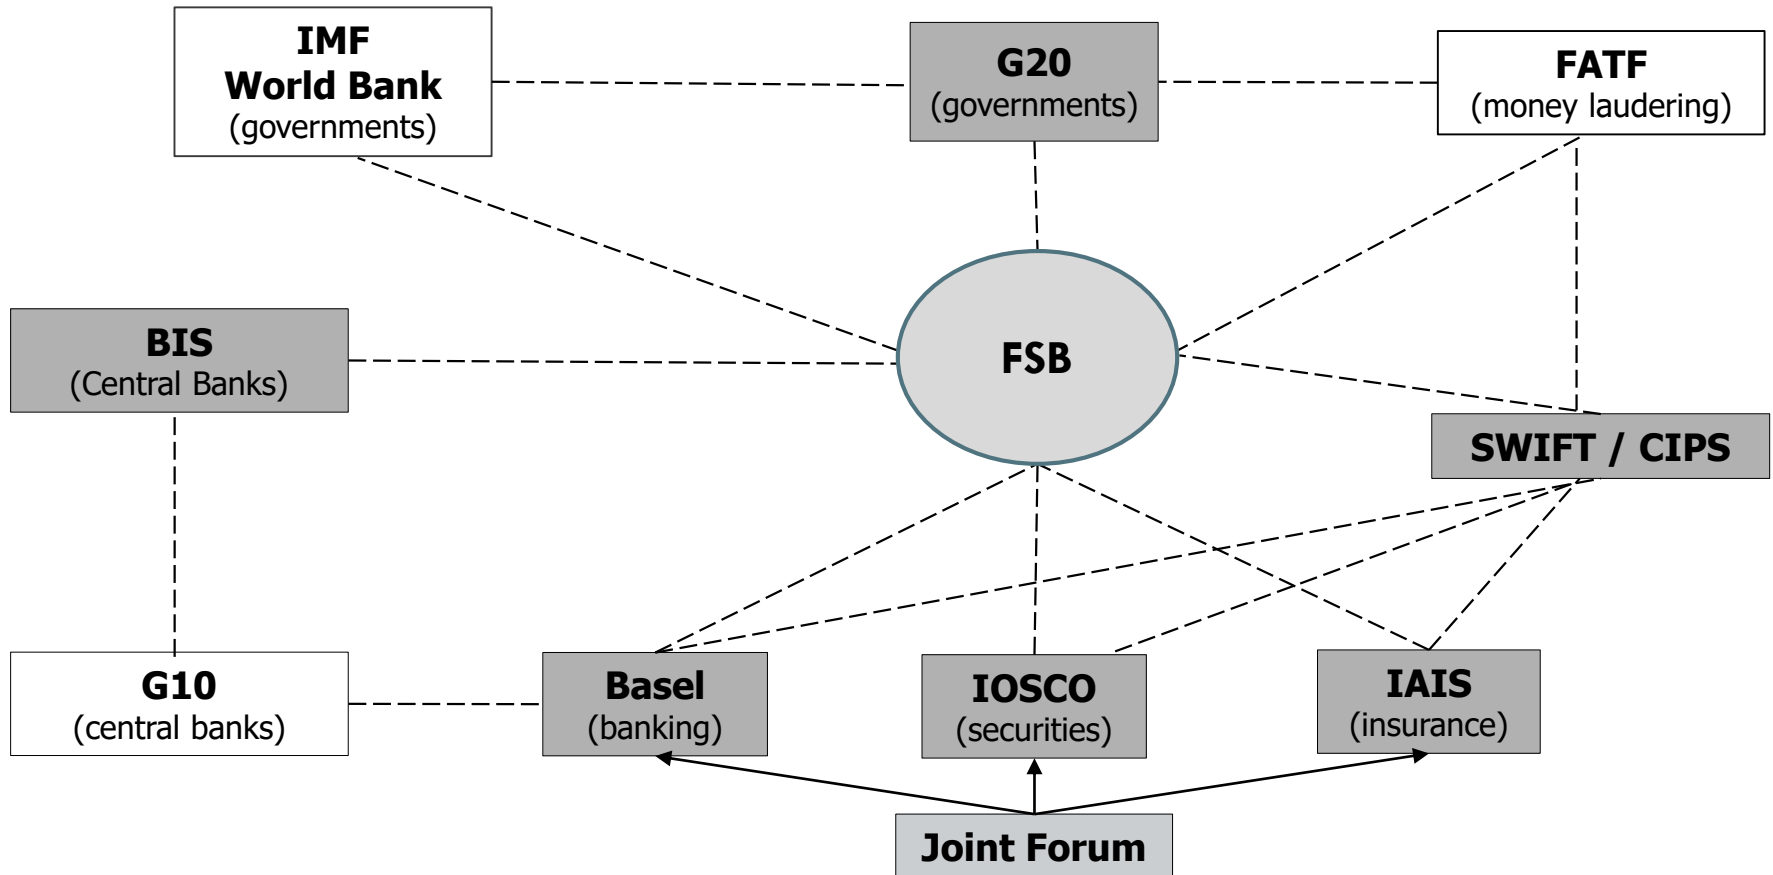 IMF
World Bank
(governments)
G20
(governments)
FATF
(money laudering)
BIS
(Central Banks)
FSB
SWIFT / CIPS
G10
(central banks)
Basel
(banking)
IOSCO
(securities)
IAIS
(insurance)
Joint Forum